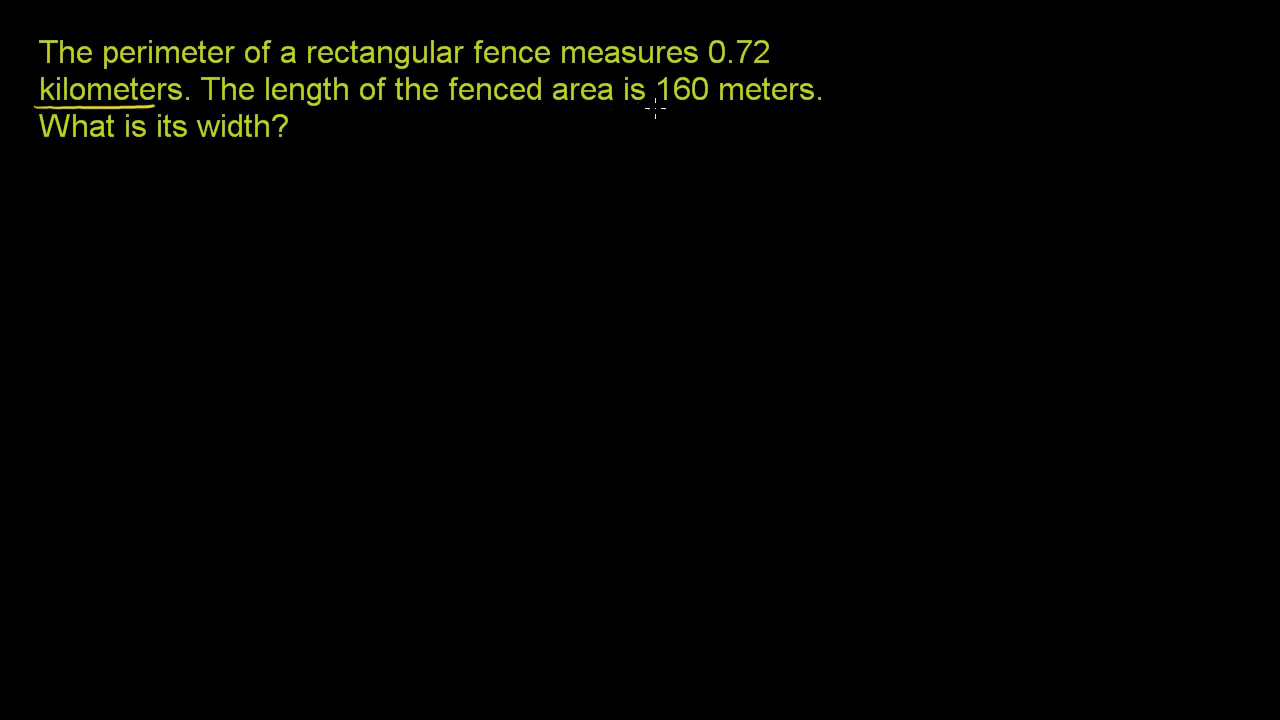 The perimeter of a rectangular fence measures 0.72
kilometers. The length of the fenced area is 160 meters.
What is its width?